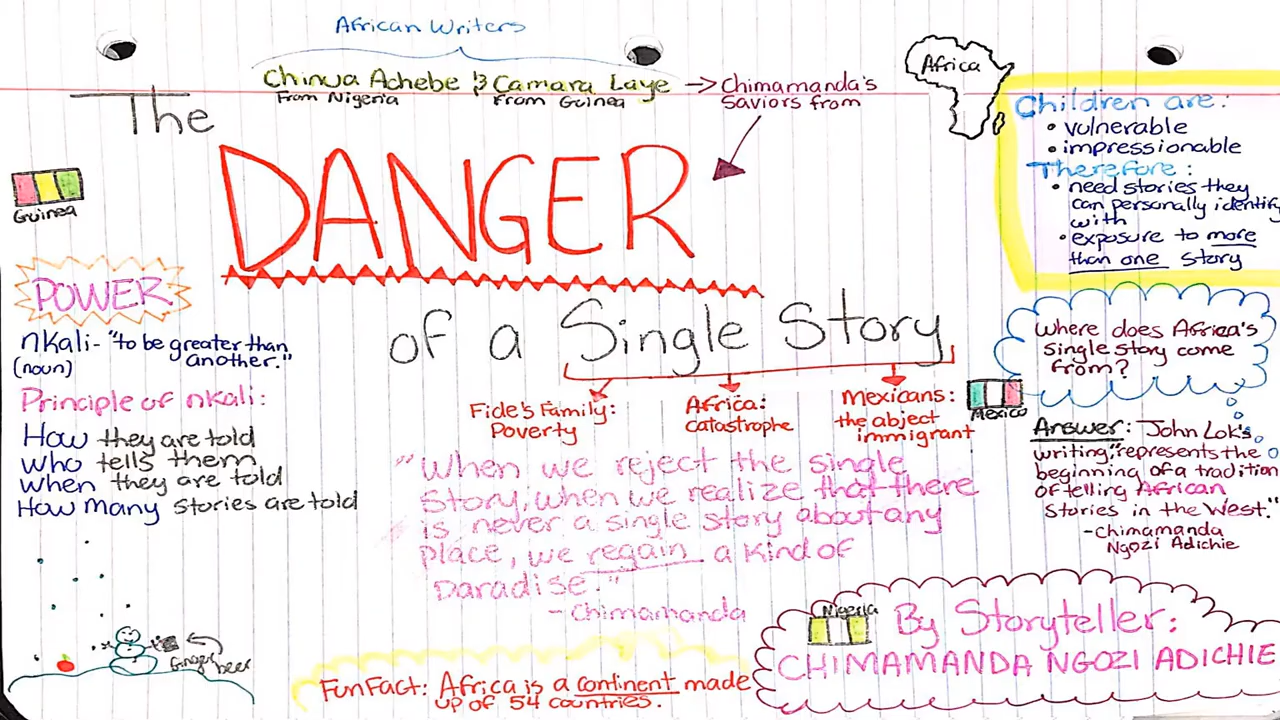 African Writers
Chinua Achebe & Camara Laye → Chimamanda's
From Nigeria From Guinea Saviors from
Africa
The
DANGER
of a Single Story
Guinea
POWER
nkali- "to be greater than
(noun) another."
Principle of nkali:
How they are told
who tells them
when they are told
How many stories are told
ginger beer
Fide's Family:
Poverty
Africa:
catastrophe
Mexicans:
the abject
immigrant
"when we reject the single
story, when we realize that there
is never a single story about any
place, we regain a kind of
paradise."
- Chimamanda
Fun Fact: Africa is a continent made
up of 54 countries.
Children are:
• vulnerable
• impressionable
Therefore:
• need stories they
can personally identify
with
• exposure to more
than one story
Where does Africa's
single story come
from?
Mexico
Answer: John Lok's
writing "represents the
beginning of a tradition
of telling African
stories in the West."
-Chimamanda
Ngozi Adichie
Nigeria
By Storyteller:
CHIMAMANDA NGOZI ADICHIE